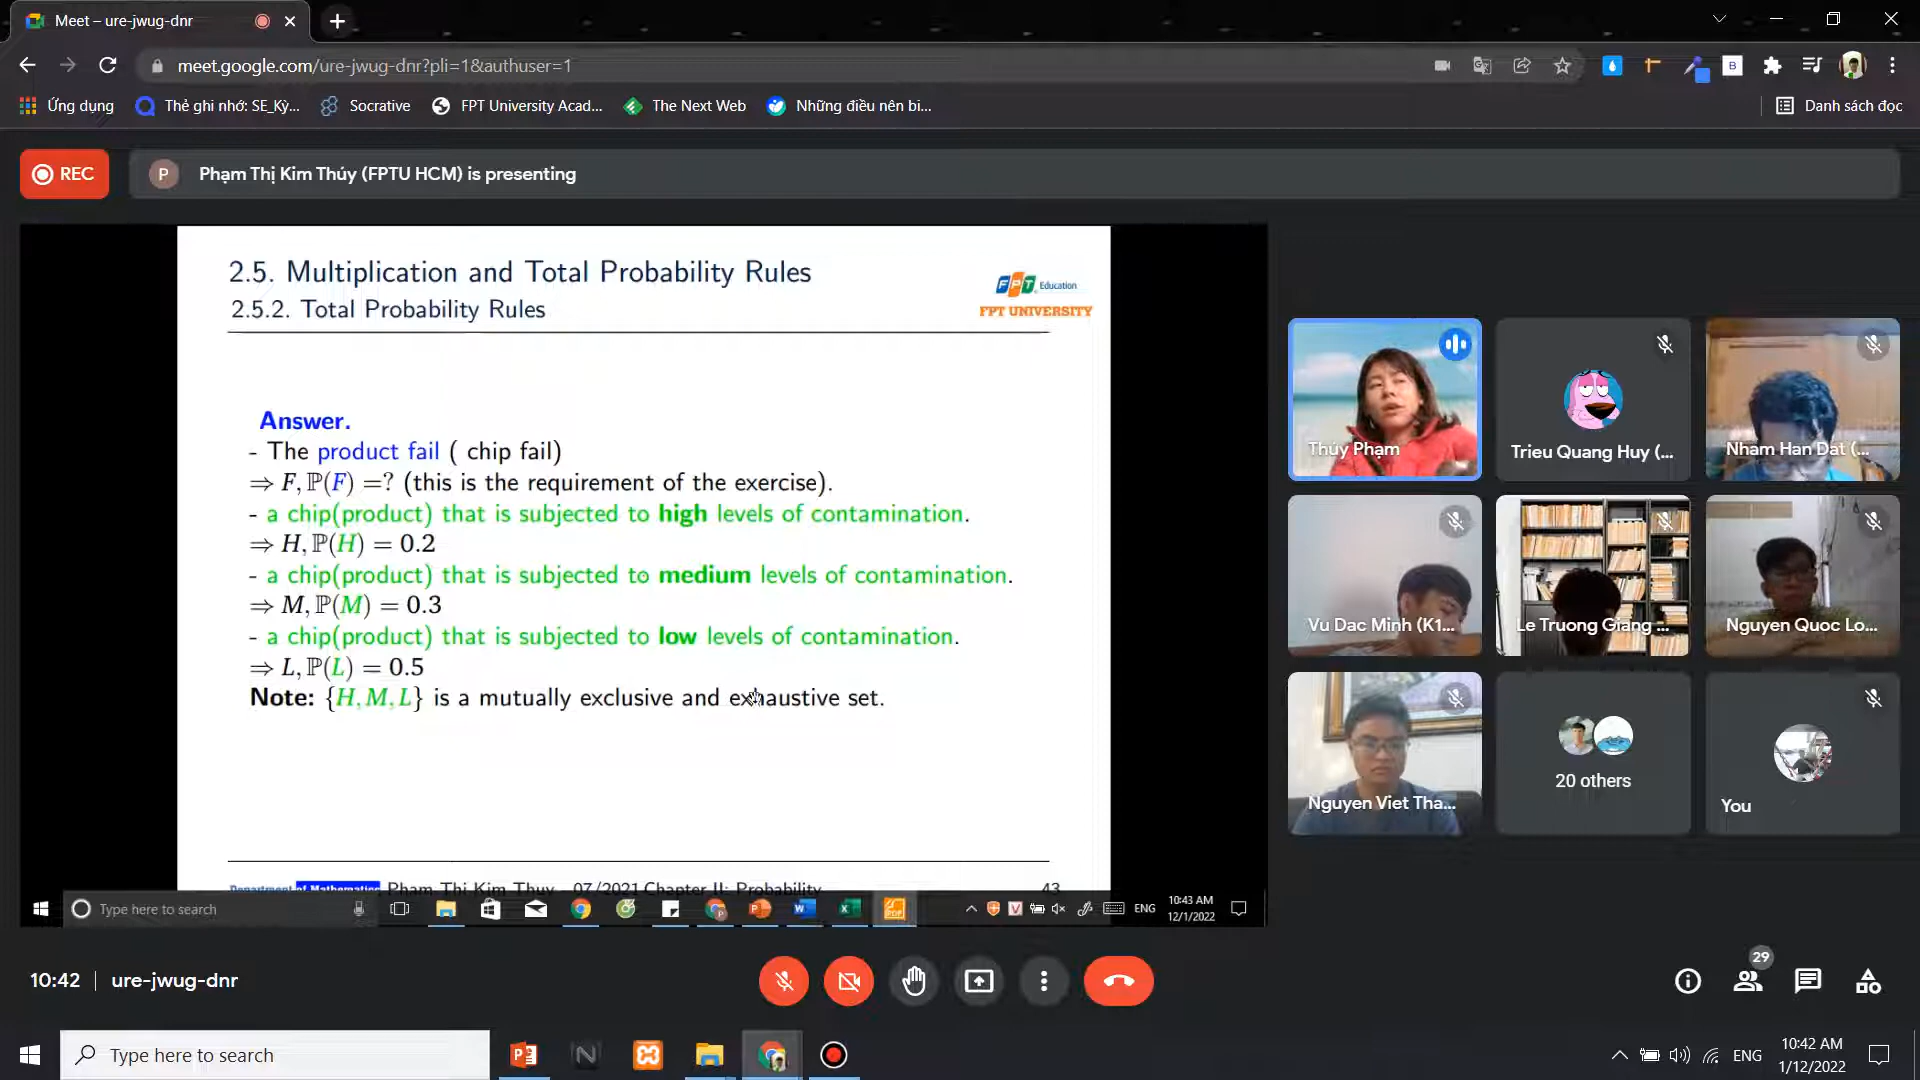 Meet – ure-jwug-dnr
meet.google.com/ure-jwug-dnr?pli=1&authuser=1
B
Ứng dụng
Thẻ ghi nhớ: SE_Kỳ...
Socrative
FPT University Acad...
The Next Web
Những điều nên bi...
Danh sách đọc
REC
P
Phạm Thị Kim Thúy (FPTU HCM) is presenting
2.5. Multiplication and Total Probability Rules
2.5.2. Total Probability Rules
FPT Education
FPT UNIVERSITY
Answer.
- The product fail ( chip fail)
⇒ F, ℙ(F) =? (this is the requirement of the exercise).
- a chip(product) that is subjected to high levels of contamination.
⇒ H, ℙ(H) = 0.2
- a chip(product) that is subjected to medium levels of contamination.
⇒ M, ℙ(M) = 0.3
- a chip(product) that is subjected to low levels of contamination.
⇒ L, ℙ(L) = 0.5
Note: {H, M, L} is a mutually exclusive and exhaustive set.
Department of Mathematics Pham Thi Kim Thuy 07/2021 Chapter II: Probability 43
Type here to search
ENG
10:43 AM
12/1/2022
Thúy Phạm
Trieu Quang Huy (...
Nham Han Dat (...
Vu Dac Minh (K1...
Le Truong Giang ...
Nguyen Quoc Lo...
Nguyen Viet Tha...
20 others
You
10:42
ure-jwug-dnr
29
Type here to search
ENG
10:42 AM
1/12/2022